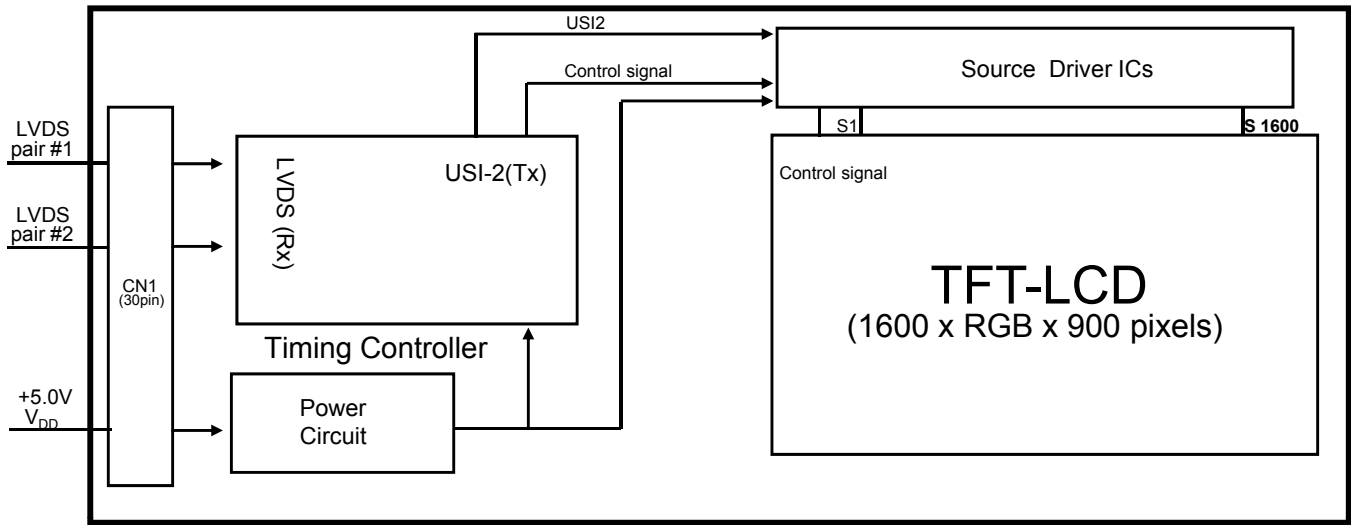 USI2
Control signal
Source Driver ICs
S1
S 1600
LVDS
pair #1
LVDS
pair #2
CN1
(30pin)
LVDS (Rx)
USI-2(Tx)
Timing Controller
Control signal
TFT-LCD
(1600 x RGB x 900 pixels)
+5.0V
VDD
Power
Circuit